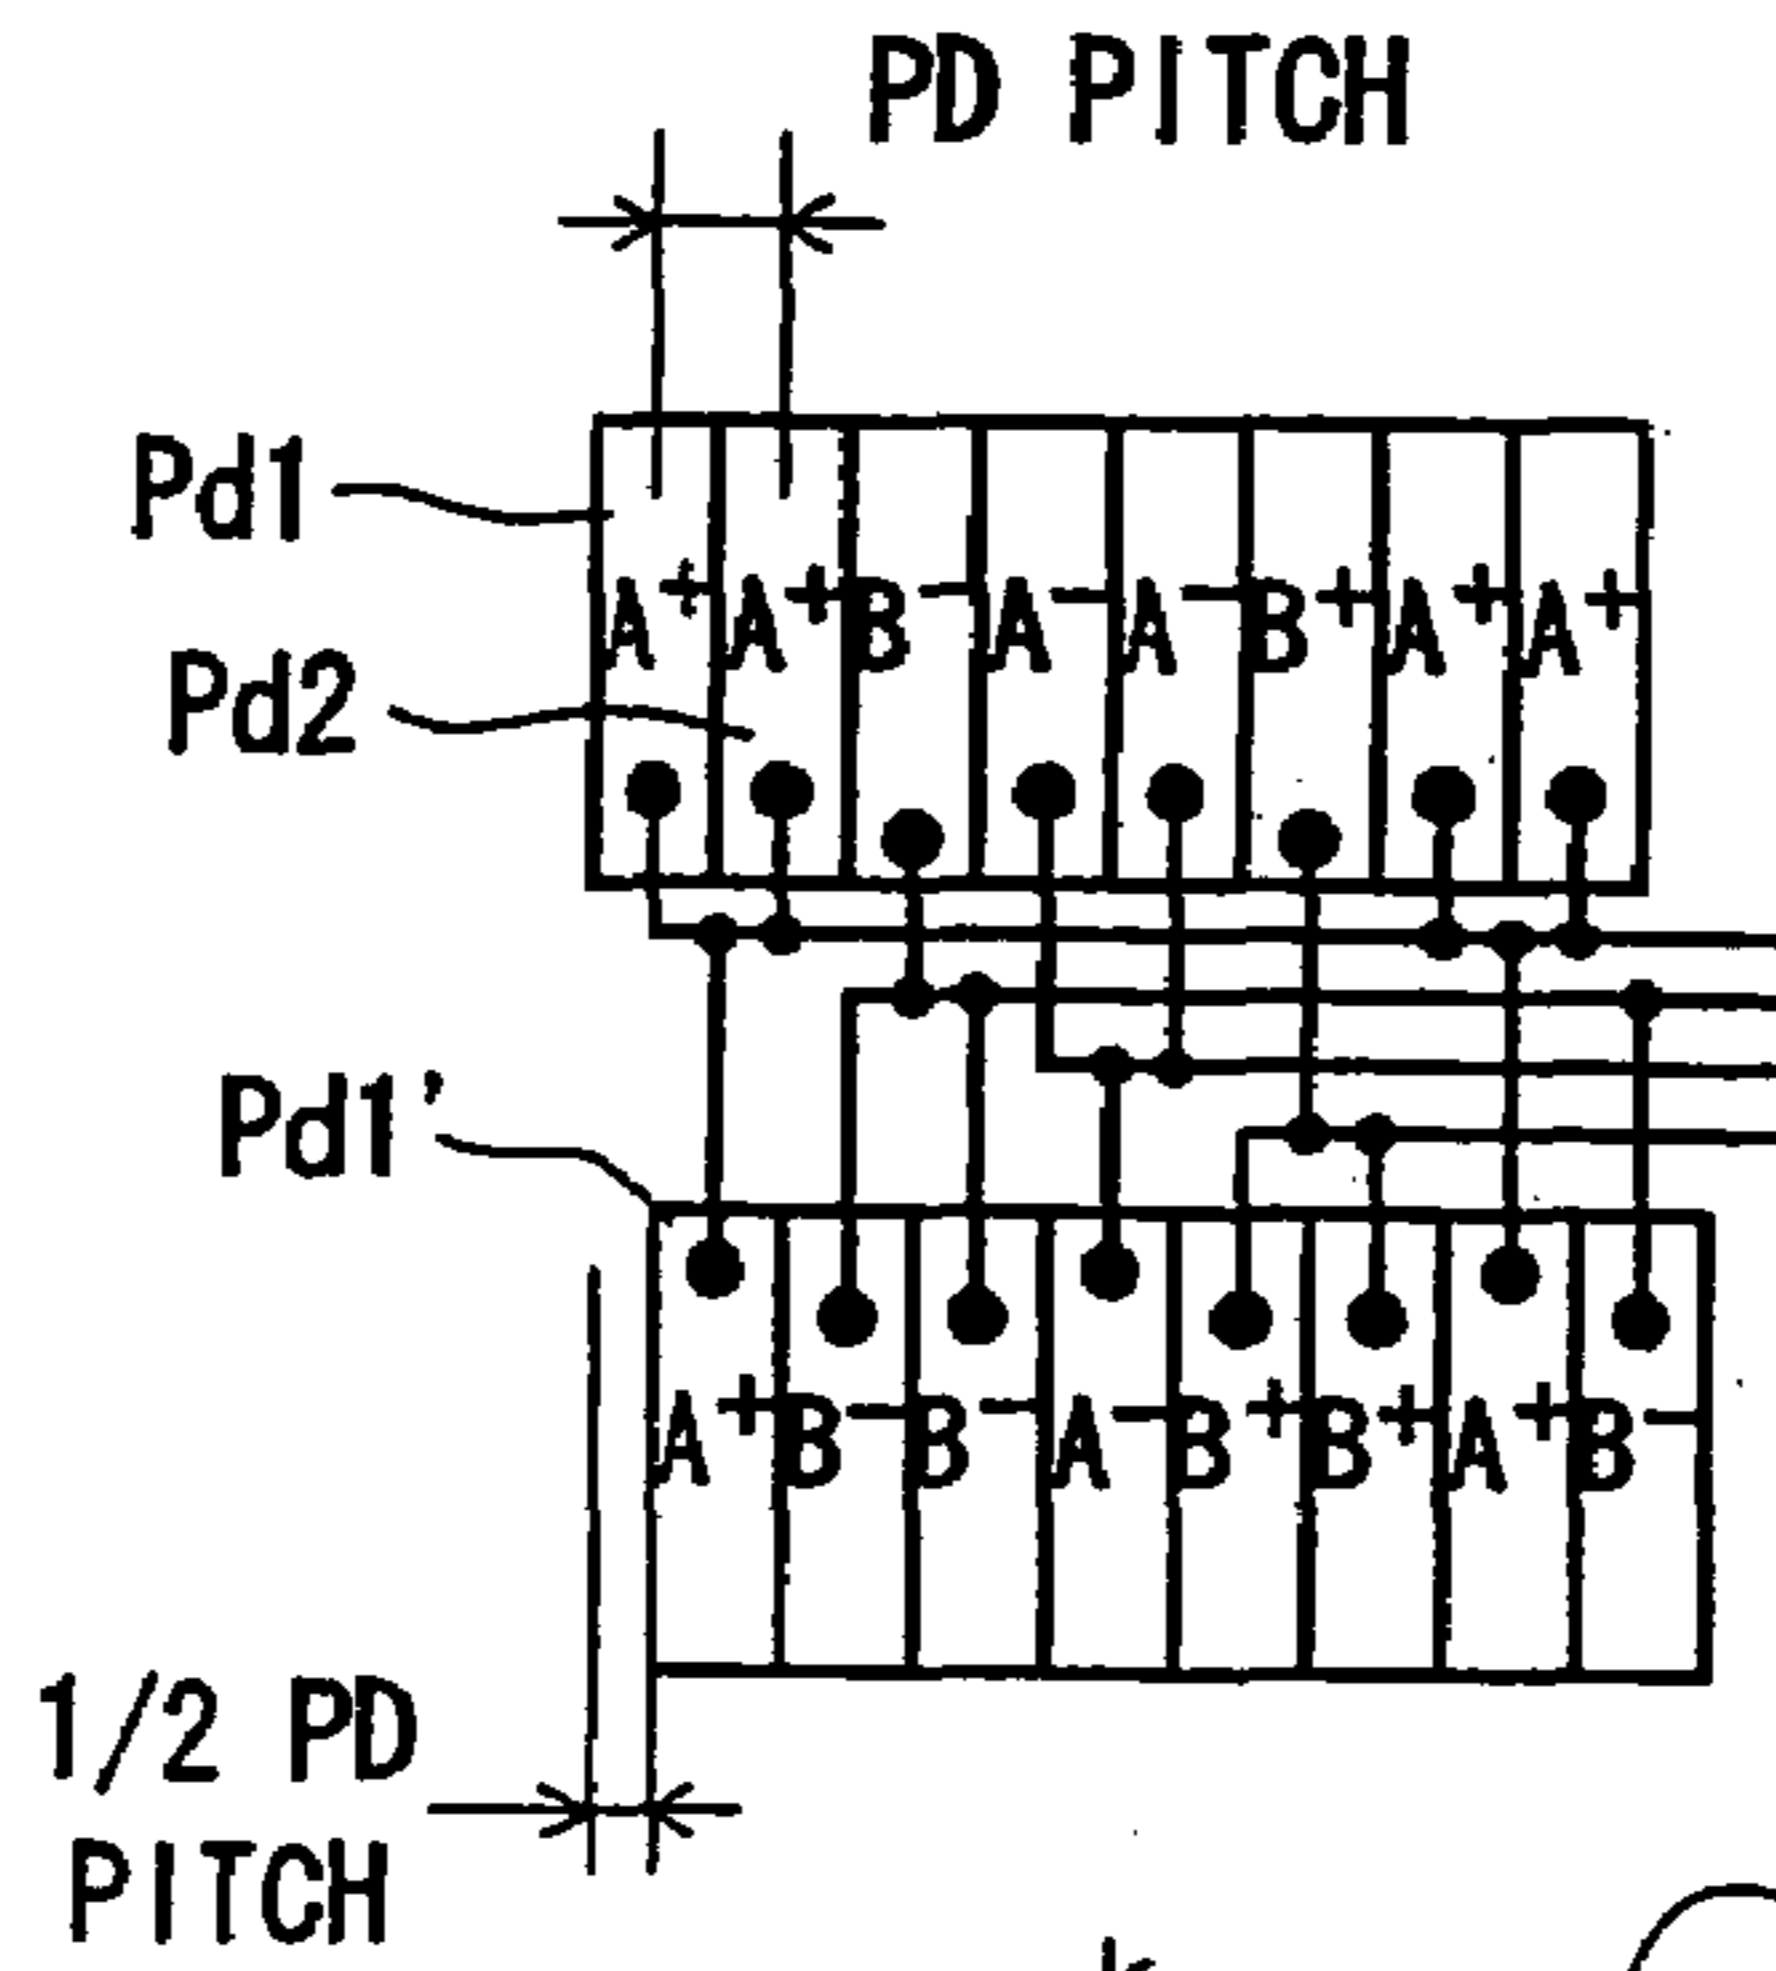 PD PITCH
Pd1
A+ A+ B- A- A- B+ A+ A+
Pd2
Pd1'
A+ B- B- A- B+ B+ A+ B-
1/2 PD
PITCH